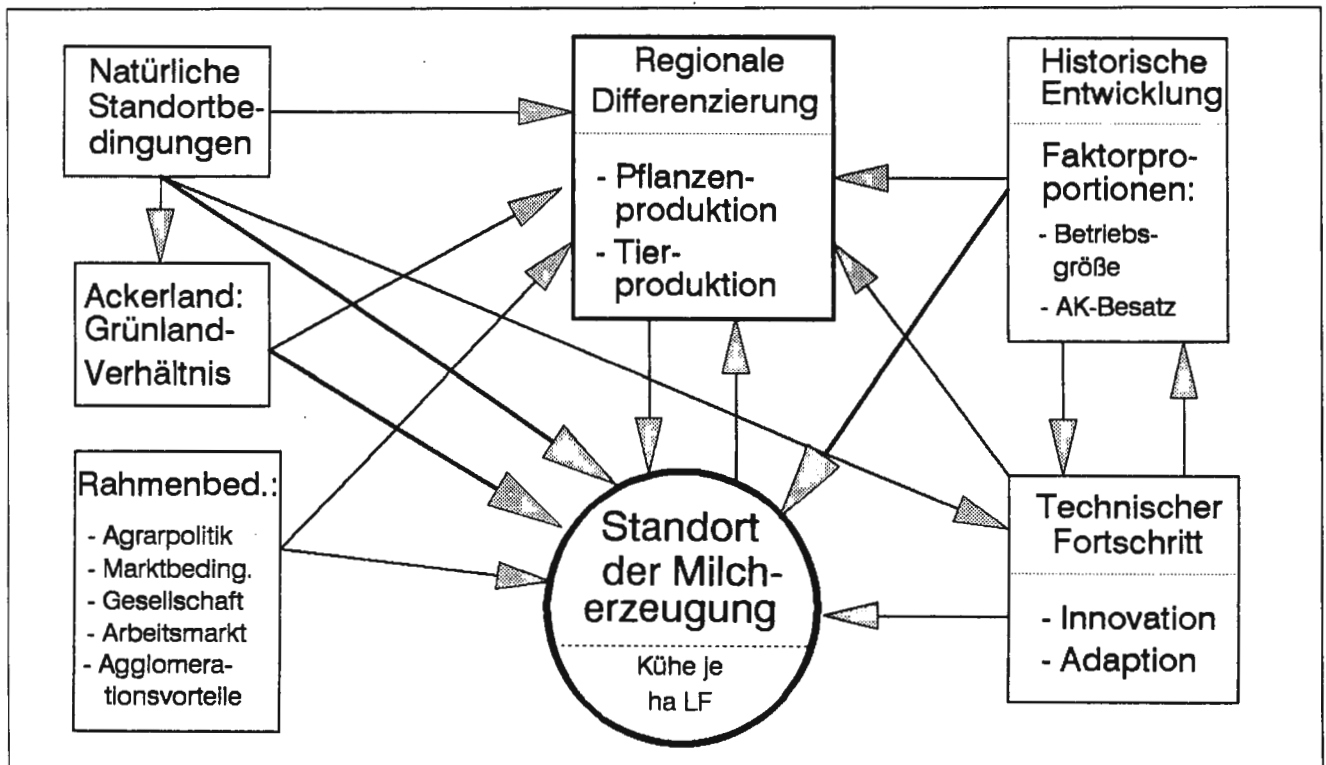 Natürliche
Standortbe-
dingungen
Ackerland:
Grünland-
Verhältnis
Rahmenbed.:
- Agrarpolitik
- Marktbeding.
- Gesellschaft
- Arbeitsmarkt
- Agglomera-
tionsvorteile
Regionale
Differenzierung
- Pflanzen-
produktion
- Tier-
produktion
Standort
der Milch-
erzeugung
Kühe je
ha LF
Historische
Entwicklung
Faktorpro-
portionen:
- Betriebs-
größe
- AK-Besatz
Technischer
Fortschritt
- Innovation
- Adaption